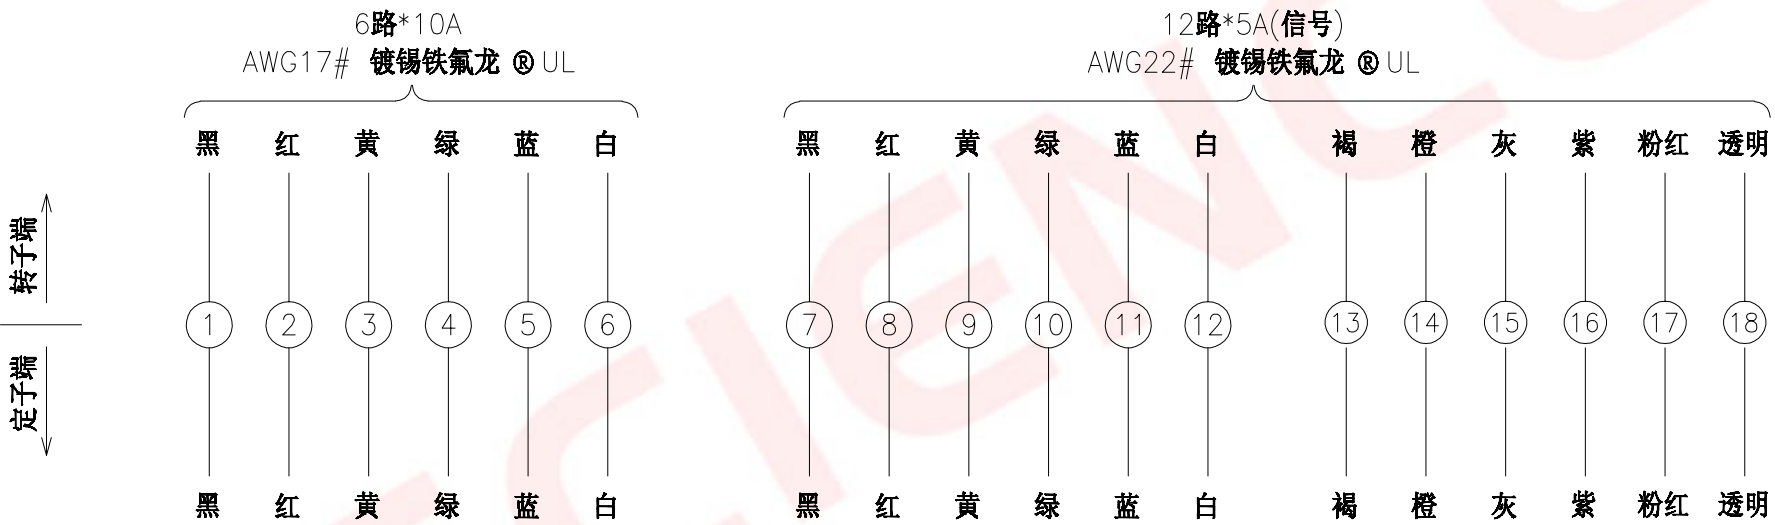 6路*10A
AWG17# 镀锡铁氟龙 ® UL
12路*5A(信号)
AWG22# 镀锡铁氟龙 ® UL
黑 红 黄 绿 蓝 白
黑 红 黄 绿 蓝 白 褐 橙 灰 紫 粉红 透明
转子端
1 2 3 4 5 6
7 8 9 10 11 12 13 14 15 16 17 18
定子端
黑 红 黄 绿 蓝 白
黑 红 黄 绿 蓝 白 褐 橙 灰 紫 粉红 透明